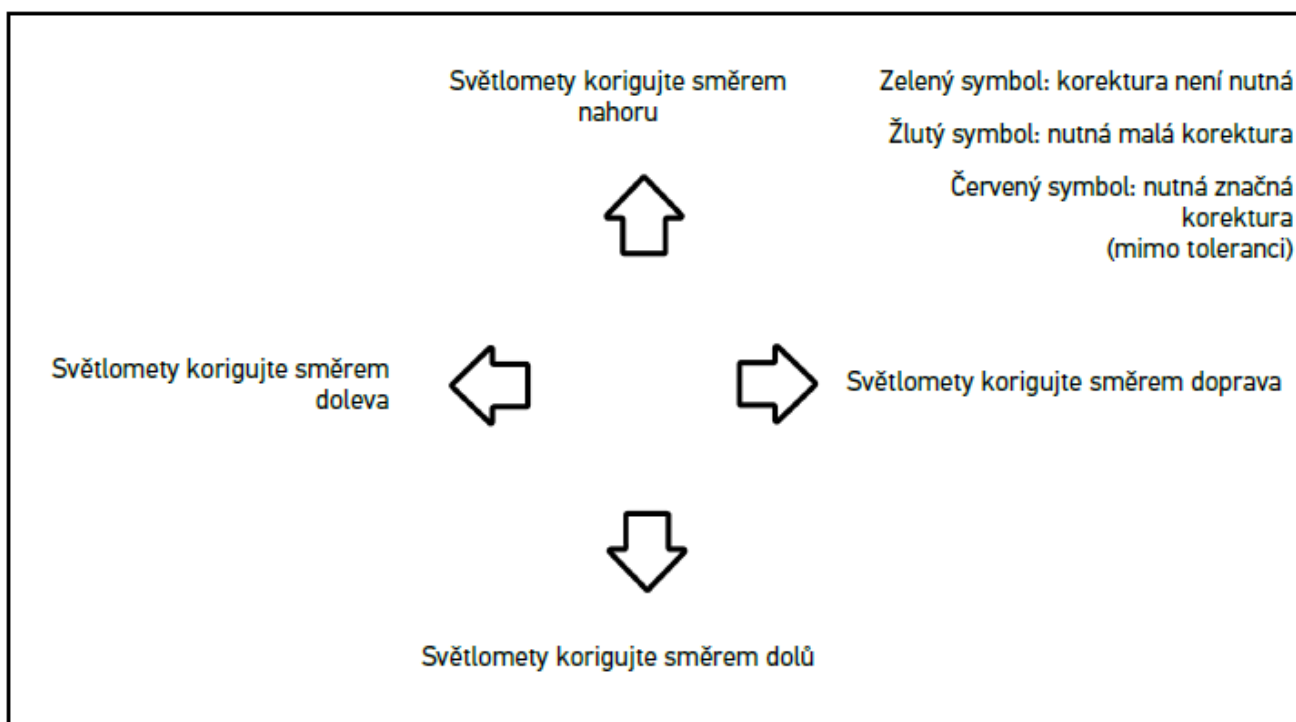 Světlomety korigujte směrem
nahoru
Zelený symbol: korektura není nutná
Žlutý symbol: nutná malá korektura
Červený symbol: nutná značná
korektura
(mimo toleranci)
Světlomety korigujte směrem
doleva
Světlomety korigujte směrem doprava
Světlomety korigujte směrem dolů